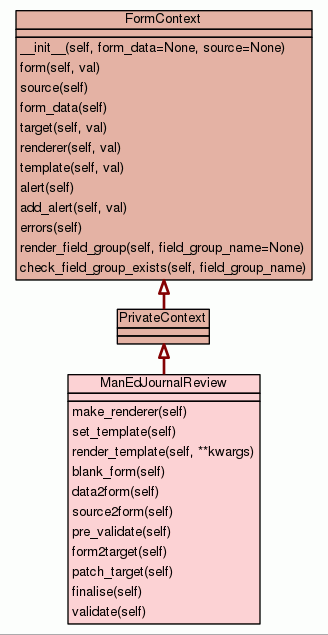 FormContext
__init__(self, form_data=None, source=None)
form(self, val)
source(self)
form_data(self)
target(self, val)
renderer(self, val)
template(self, val)
alert(self)
add_alert(self, val)
errors(self)
render_field_group(self, field_group_name=None)
check_field_group_exists(self, field_group_name)
PrivateContext
ManEdJournalReview
make_renderer(self)
set_template(self)
render_template(self, **kwargs)
blank_form(self)
data2form(self)
source2form(self)
pre_validate(self)
form2target(self)
patch_target(self)
finalise(self)
validate(self)